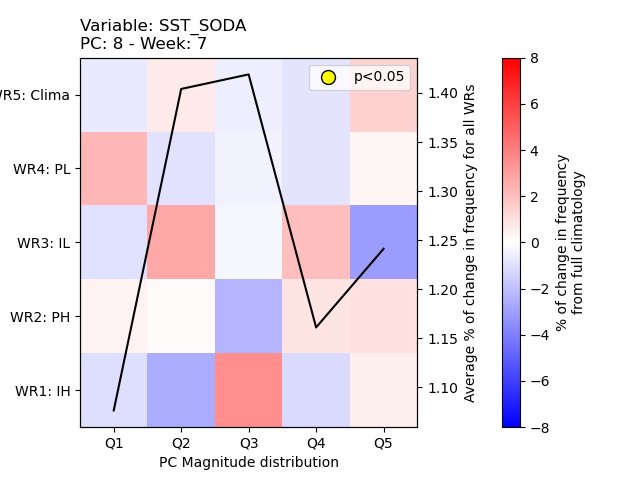 Variable: SST_SODA
PC: 8 - Week: 7
p<0.05
WR5: Clima
WR4: PL
WR3: IL
WR2: PH
WR1: IH
Q1 Q2 Q3 Q4 Q5
PC Magnitude distribution
1.40
1.35
1.30
1.25
1.20
1.15
1.10
Average % of change in frequency for all WRs
8
6
4
2
0
−2
−4
−6
−8
% of change in frequency
from full climatology